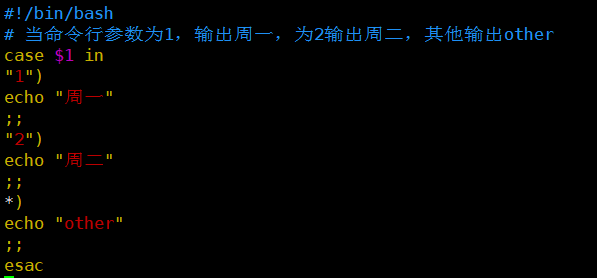 #!/bin/bash
# 当命令行参数为1，输出周一，为2输出周二，其他输出other
case $1 in
"1")
echo "周一"
;;
"2")
echo "周二"
;;
*)
echo "other"
;;
esac